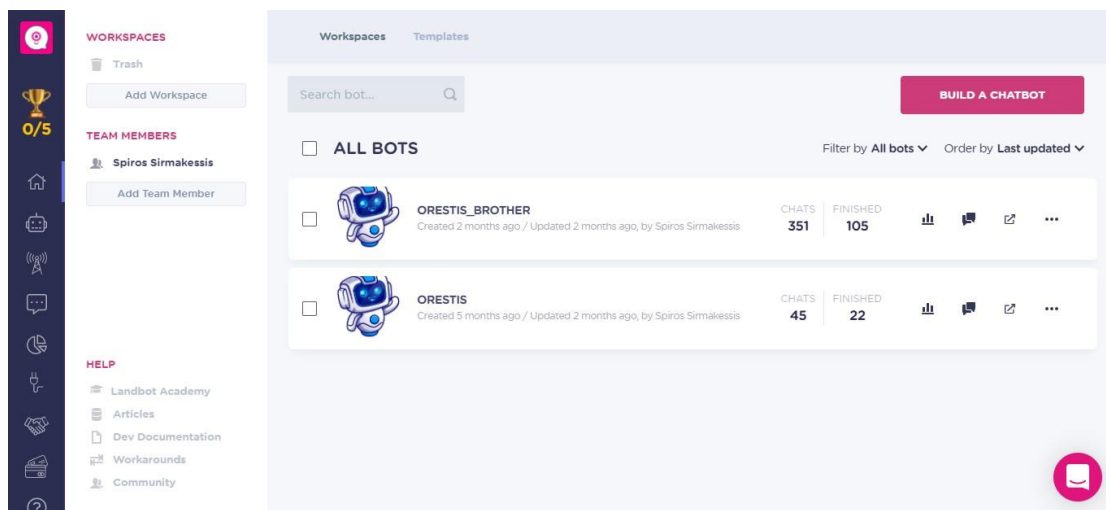 0/5
WORKSPACES
Trash
Add Workspace
TEAM MEMBERS
Spiros Sirmakessis
Add Team Member
HELP
Landbot Academy
Articles
Dev Documentation
Workarounds
Community
Workspaces Templates
Search bot...
BUILD A CHATBOT
ALL BOTS
Filter by All bots Order by Last updated
ORESTIS_BROTHER
Created 2 months ago / Updated 2 months ago, by Spiros Sirmakessis
CHATS FINISHED
351 105
ORESTIS
Created 5 months ago / Updated 2 months ago, by Spiros Sirmakessis
CHATS FINISHED
45 22